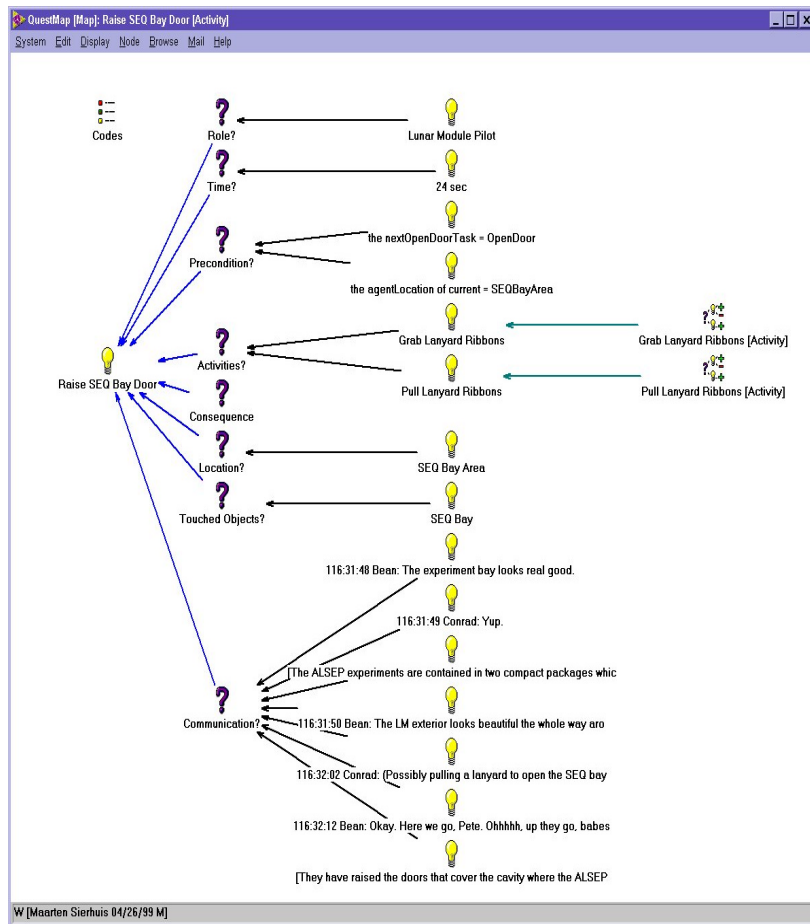 QuestMap [Map]: Raise SEQ Bay Door [Activity]
System Edit Display Node Browse Mail Help
Codes
Role?
Lunar Module Pilot
Time?
24 sec
the nextOpenDoorTask = OpenDoor
Precondition?
the agentLocation of current = SEQBayArea
Grab Lanyard Ribbons
Grab Lanyard Ribbons [Activity]
Activities?
Raise SEQ Bay Door
Pull Lanyard Ribbons
Pull Lanyard Ribbons [Activity]
Consequence
Location?
SEQ Bay Area
Touched Objects?
SEQ Bay
116:31:48 Bean: The experiment bay looks real good.
116:31:49 Conrad: Yup.
[The ALSEP experiments are contained in two compact packages whic
Communication?
116:31:50 Bean: The LM exterior looks beautiful the whole way aro
116:32:02 Conrad: (Possibly pulling a lanyard to open the SEQ bay
116:32:12 Bean: Okay. Here we go, Pete. Ohhhhh, up they go, babes
[They have raised the doors that cover the cavity where the ALSEP
W [Maarten Sierhuis 04/26/99 M]